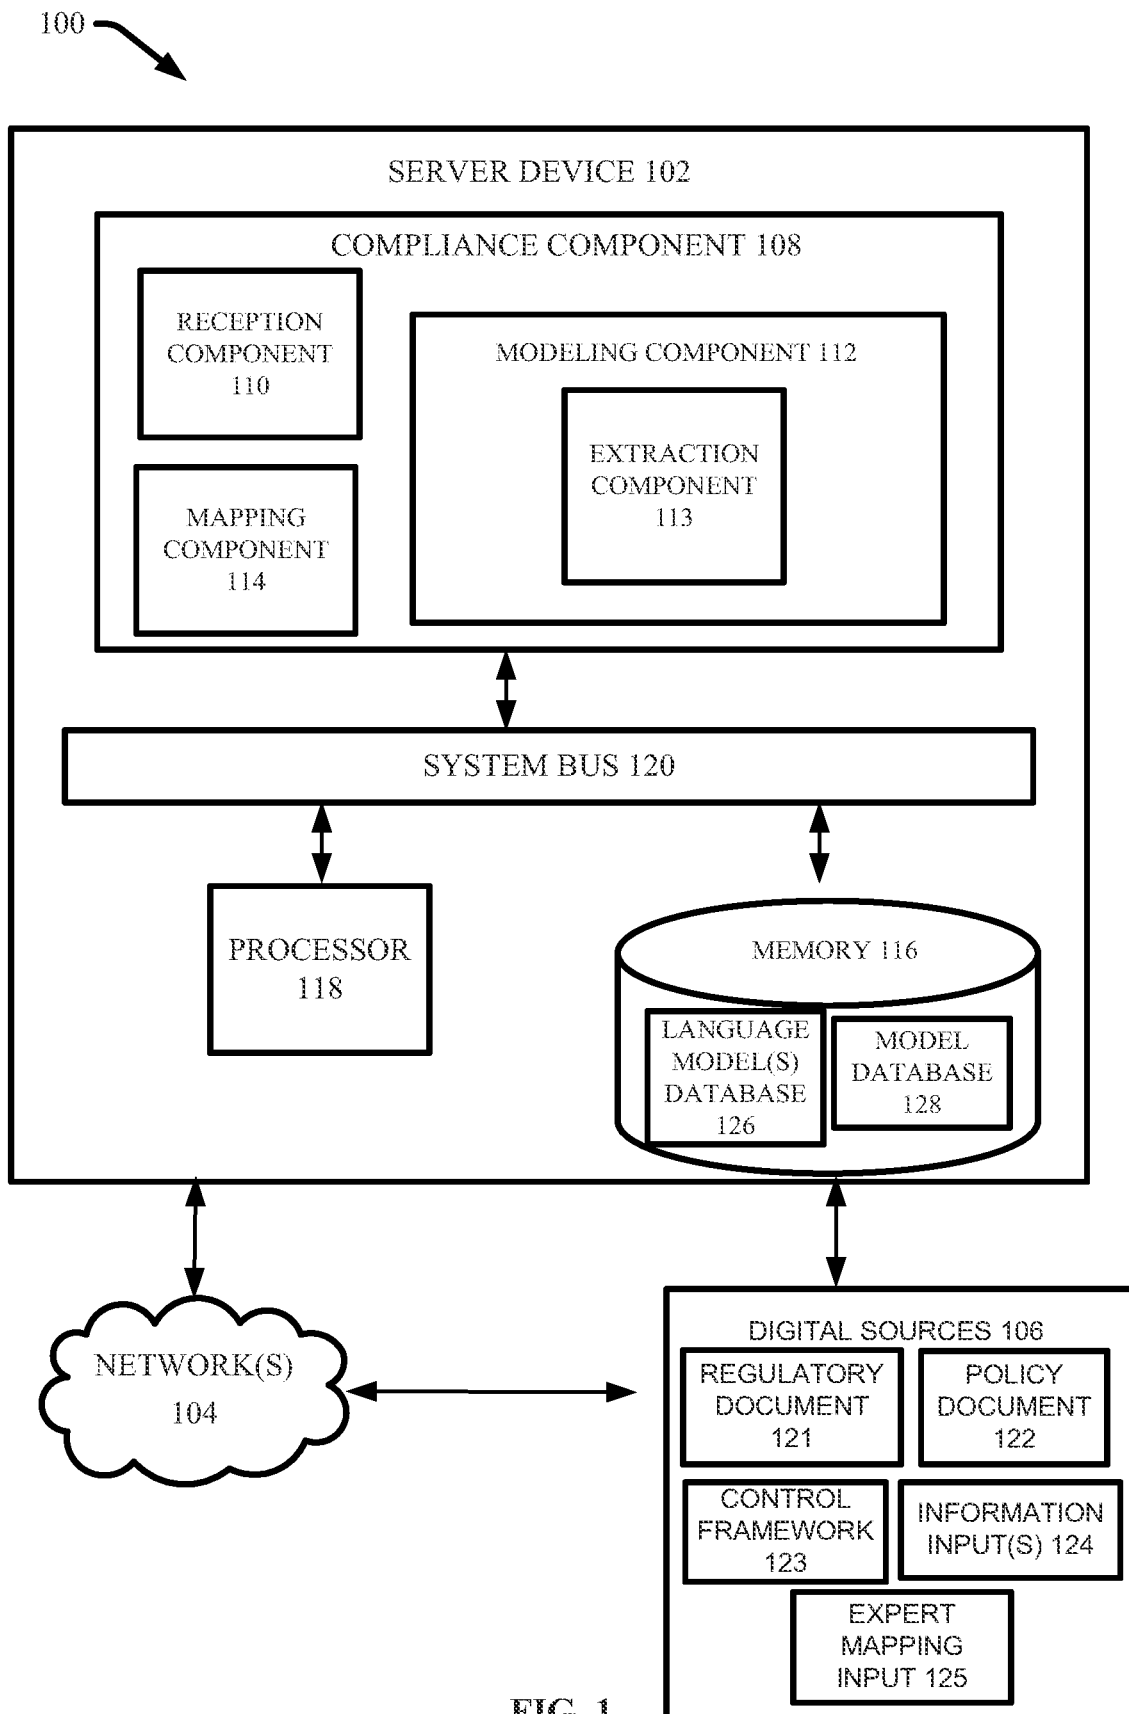 100
SERVER DEVICE 102
COMPLIANCE COMPONENT 108
RECEPTION
COMPONENT
110
MODELING COMPONENT 112
EXTRACTION
COMPONENT
113
MAPPING
COMPONENT
114
SYSTEM BUS 120
PROCESSOR
118
MEMORY 116
LANGUAGE
MODEL(S)
DATABASE
126
MODEL
DATABASE
128
NETWORK(S)
104
DIGITAL SOURCES 106
REGULATORY
DOCUMENT
121
POLICY
DOCUMENT
122
CONTROL
FRAMEWORK
123
INFORMATION
INPUT(S) 124
EXPERT
MAPPING
INPUT 125
FIG. 1